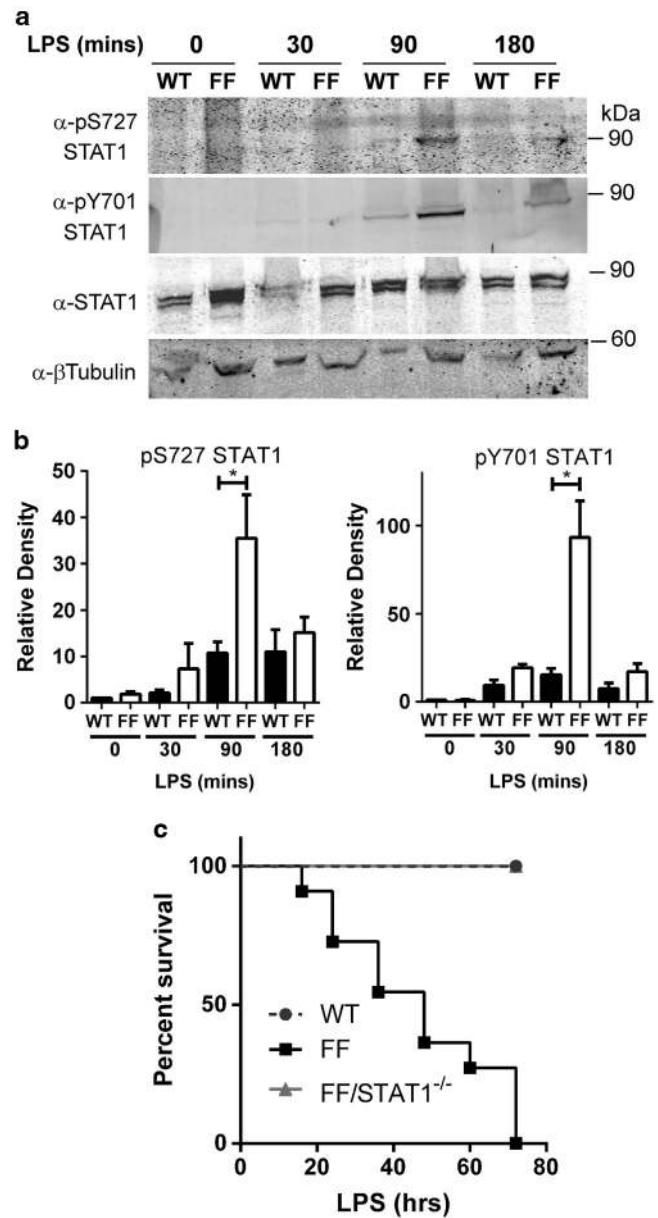 a
LPS (mins) 0 30 90 180
WT FF WT FF WT FF WT FF
kDa
α-pS727 STAT1
90
α-pY701 STAT1
90
α-STAT1
90
60
α-βTubulin
b
pS727 STAT1
*
Relative Density
50
40
30
20
10
0
WT FF WT FF WT FF WT FF
0 30 90 180
LPS (mins)
pY701 STAT1
*
Relative Density
100
50
0
WT FF WT FF WT FF WT FF
0 30 90 180
LPS (mins)
c
Percent survival
100
50
0
WT
FF
FF/STAT1-/-
0 20 40 60 80
LPS (hrs)